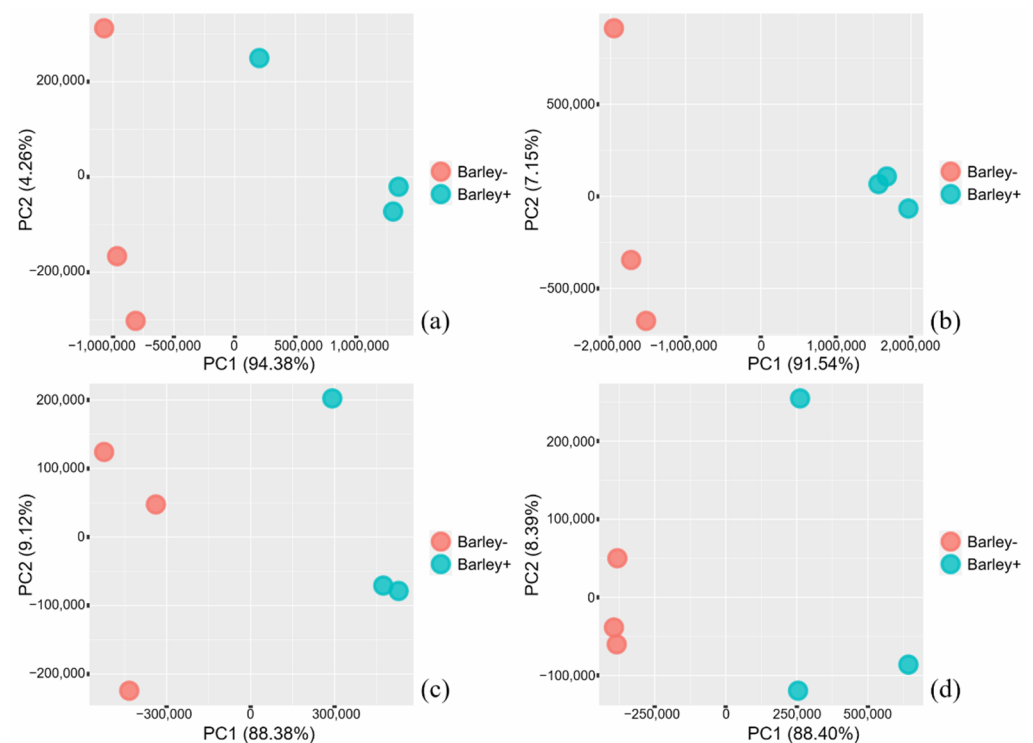 200,000
0
−200,000
PC2 (4.26%)
−1,000,000 −500,000 0 500,000 1,000,000
PC1 (94.38%)
Barley-
Barley+
(a)
500,000
0
−500,000
PC2 (7.15%)
−2,000,000 −1,000,000 0 1,000,000 2,000,000
PC1 (91.54%)
Barley-
Barley+
(b)
200,000
100,000
0
−100,000
−200,000
PC2 (9.12%)
−300,000 0 300,000
PC1 (88.38%)
Barley-
Barley+
(c)
200,000
100,000
0
−100,000
PC2 (8.39%)
−250,000 0 250,000 500,000
PC1 (88.40%)
Barley-
Barley+
(d)